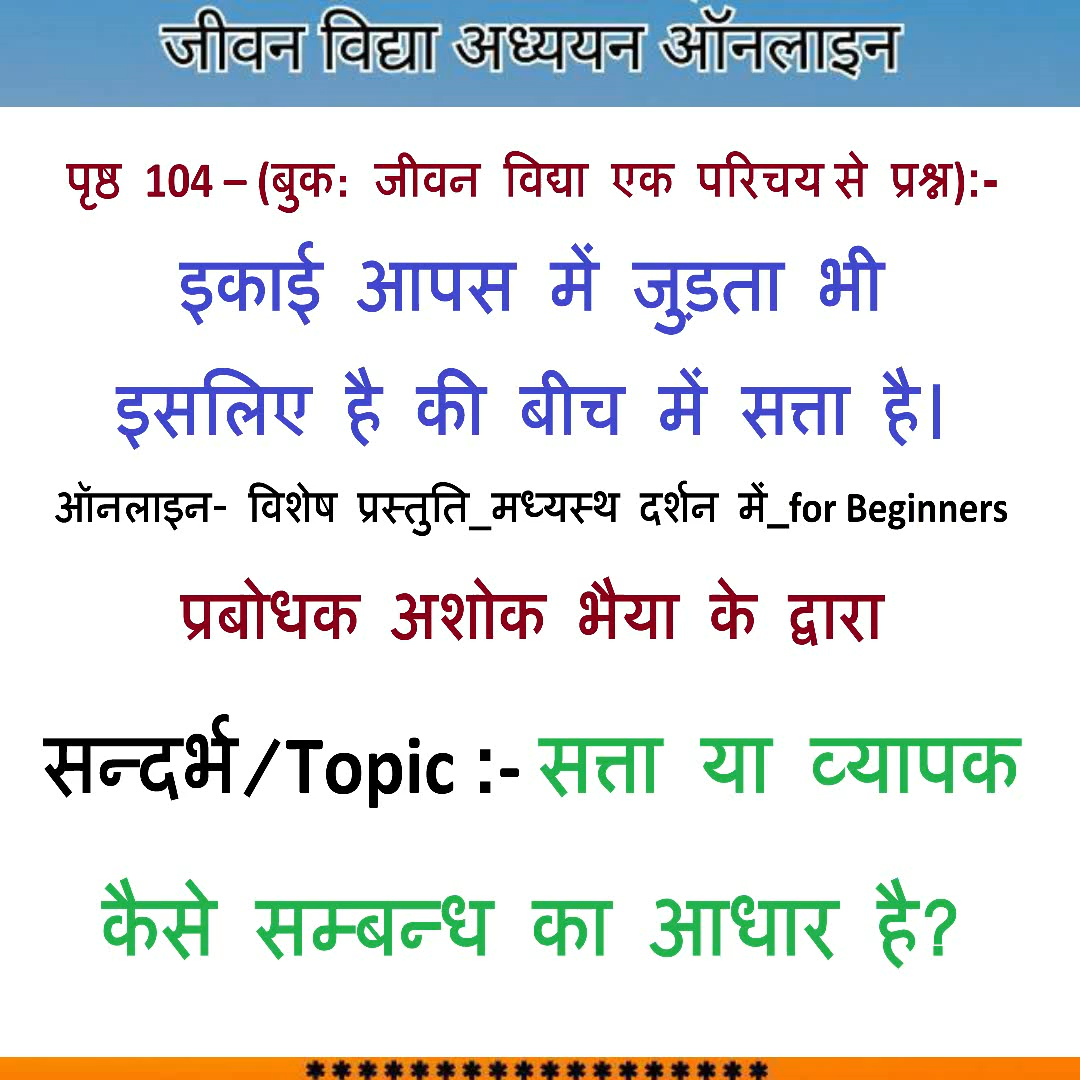 जीवन विद्या अध्ययन ऑनलाइन
पृष्ठ 104 – (बुक: जीवन विद्या एक परिचय से प्रश्न):-
इकाई आपस में जुड़ता भी
इसलिए है की बीच में सत्ता है।
ऑनलाइन- विशेष प्रस्तुति_मध्यस्थ दर्शन में_for Beginners
प्रबोधक अशोक भैया के द्वारा
सन्दर्भ/Topic :- सत्ता या व्यापक
कैसे सम्बन्ध का आधार है?
******************